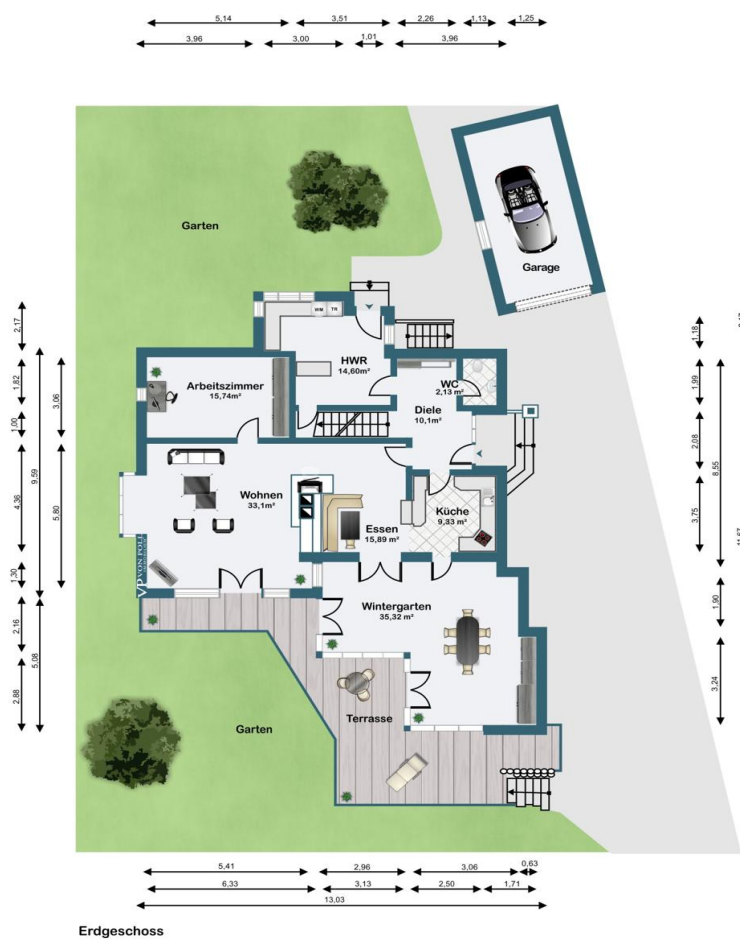 5,14
3,51
2,26
1,13
1,25
3,96
3,00
1,01
3,96
Garten
Garage
2,17
1,82
1,00
4,36
1,30
2,16
2,88
3,06
5,80
9,59
5,08
WM
TR
HWR
14,60m²
Arbeitszimmer
15,74m²
WC
2,13 m²
Diele
10,1m²
Wohnen
33,1m²
Essen
15,89 m²
Küche
9,33 m²
VP VON POLL
Wintergarten
35,32 m²
Terrasse
Garten
1,18
1,99
2,08
3,75
1,90
3,24
8,55
5,41
2,96
3,06
0,63
6,33
3,13
2,50
1,71
13,03
Erdgeschoss